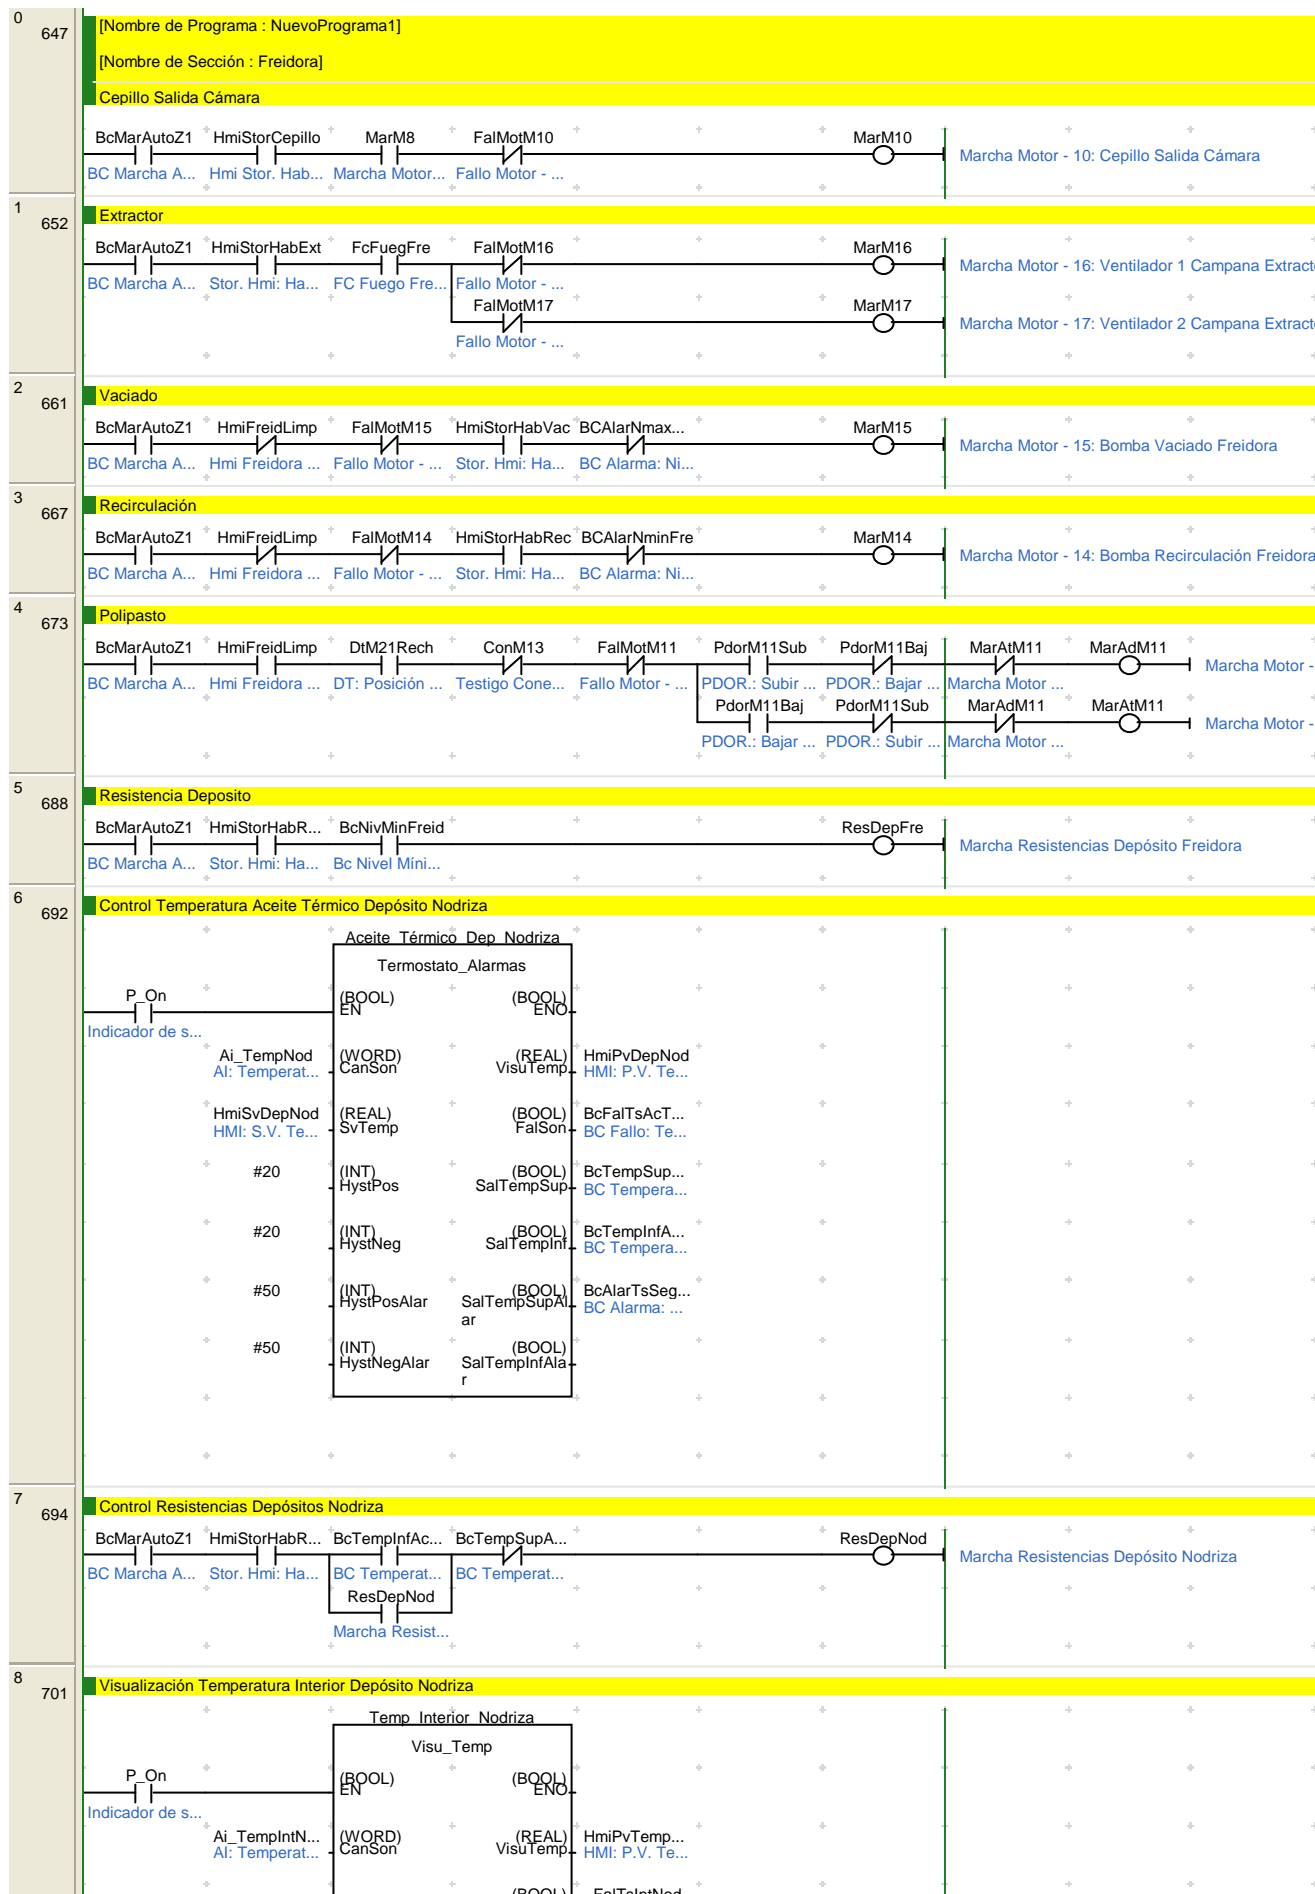 0
647
[Nombre de Programa : NuevoPrograma1]
[Nombre de Sección : Freidora]
Cepillo Salida Cámara
BcMarAutoZ1 HmiStorCepillo MarM8 FalMotM10 MarM10
BC Marcha A... Hmi Stor. Hab... Marcha Motor... Fallo Motor - ... Marcha Motor - 10: Cepillo Salida Cámara
1
652
Extractor
BcMarAutoZ1 HmiStorHabExt FcFuegFre FalMotM16 MarM16
BC Marcha A... Stor. Hmi: Ha... FC Fuego Fre... Fallo Motor - ... Marcha Motor - 16: Ventilador 1 Campana Extract
FalMotM17 MarM17
Fallo Motor - ... Marcha Motor - 17: Ventilador 2 Campana Extract
2
661
Vaciado
BcMarAutoZ1 HmiFreidLimp FalMotM15 HmiStorHabVac BCAlarNmax... MarM15
BC Marcha A... Hmi Freidora ... Fallo Motor - ... Stor. Hmi: Ha... BC Alarma: Ni... Marcha Motor - 15: Bomba Vaciado Freidora
3
667
Recirculación
BcMarAutoZ1 HmiFreidLimp FalMotM14 HmiStorHabRec BCAlarNminFre MarM14
BC Marcha A... Hmi Freidora ... Fallo Motor - ... Stor. Hmi: Ha... BC Alarma: Ni... Marcha Motor - 14: Bomba Recirculación Freidora
4
673
Polipasto
BcMarAutoZ1 HmiFreidLimp DtM21Rech ConM13 FalMotM11 PdorM11Sub PdorM11Baj MarAtM11 MarAdM11
BC Marcha A... Hmi Freidora ... DT: Posición ... Testigo Cone... Fallo Motor - ... PDOR.: Subir ... PDOR.: Bajar ... Marcha Motor ... Marcha Motor -
PdorM11Baj PdorM11Sub MarAdM11 MarAtM11
PDOR.: Bajar ... PDOR.: Subir ... Marcha Motor ... Marcha Motor -
5
688
Resistencia Deposito
BcMarAutoZ1 HmiStorHabR... BcNivMinFreid ResDepFre
BC Marcha A... Stor. Hmi: Ha... Bc Nivel Míni... Marcha Resistencias Depósito Freidora
6
692
Control Temperatura Aceite Térmico Depósito Nodriza
Aceite_Térmico_Dep_Nodriza
Termostato_Alarmas
P_On (BOOL) (BOOL)
EN ENO
Indicador de s...
Ai_TempNod (WORD) (REAL) HmiPvDepNod
AI: Temperat... CanSon VisuTemp HMI: P.V. Te...
HmiSvDepNod (REAL) (BOOL) BcFalTsAcT...
HMI: S.V. Te... SvTemp FalSon BC Fallo: Te...
#20 (INT) (BOOL) BcTempSup...
HystPos SalTempSup BC Tempera...
#20 (INT) (BOOL) BcTempInfA...
HystNeg SalTempInf BC Tempera...
#50 (INT) (BOOL) BcAlarTsSeg...
HystPosAlar SalTempSupAl BC Alarma: ...
ar
#50 (INT) (BOOL)
HystNegAlar SalTempInfAla
r
7
694
Control Resistencias Depósitos Nodriza
BcMarAutoZ1 HmiStorHabR... BcTempInfAc... BcTempSupA... ResDepNod
BC Marcha A... Stor. Hmi: Ha... BC Temperat... BC Temperat... Marcha Resistencias Depósito Nodriza
ResDepNod
Marcha Resist...
8
701
Visualización Temperatura Interior Depósito Nodriza
Temp_Interior_Nodriza
Visu_Temp
P_On (BOOL) (BOOL)
EN ENO
Indicador de s...
Ai_TempIntN... (WORD) (REAL) HmiPvTemp...
AI: Temperat... CanSon VisuTemp HMI: P.V. Te...
(BOOL) FalTsIntNod